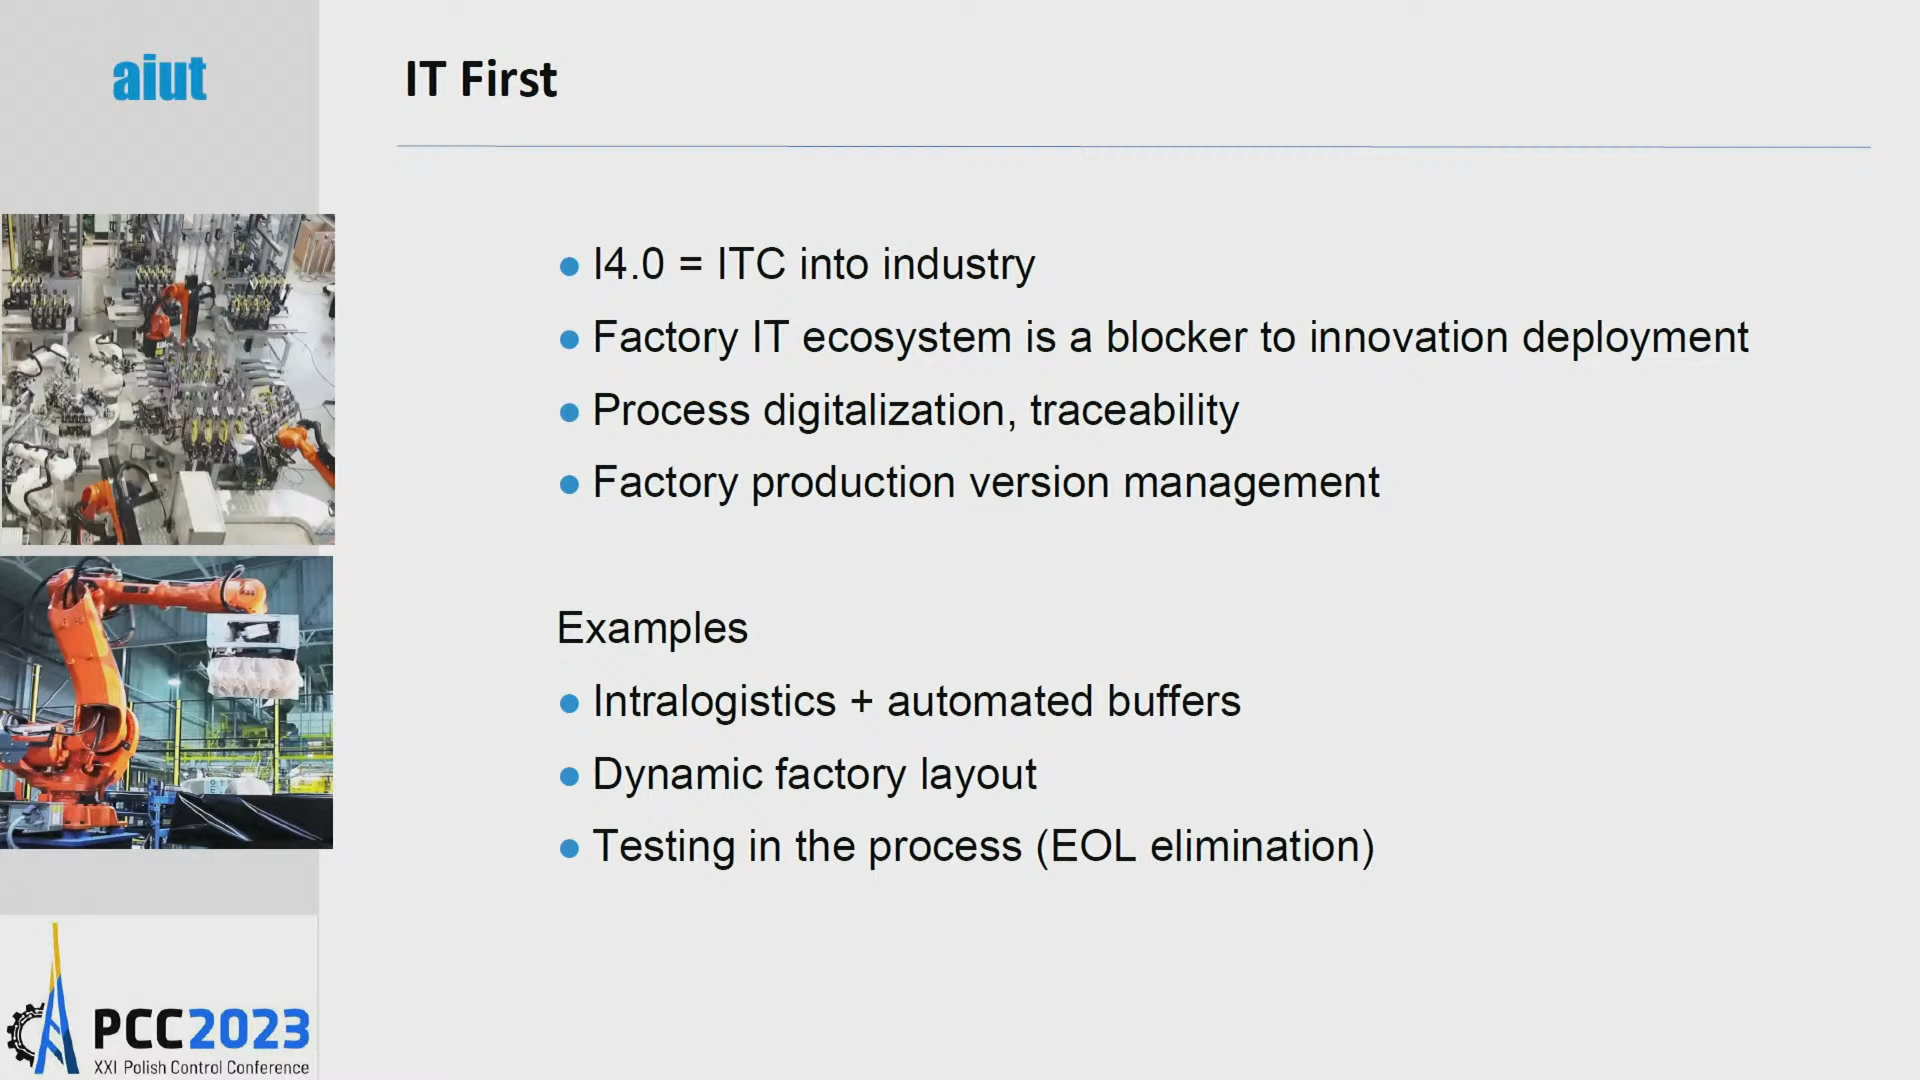 aiut
IT First
● I4.0 = ITC into industry
● Factory IT ecosystem is a blocker to innovation deployment
● Process digitalization, traceability
● Factory production version management
Examples
● Intralogistics + automated buffers
● Dynamic factory layout
● Testing in the process (EOL elimination)
PCC2023
XXI Polish Control Conference